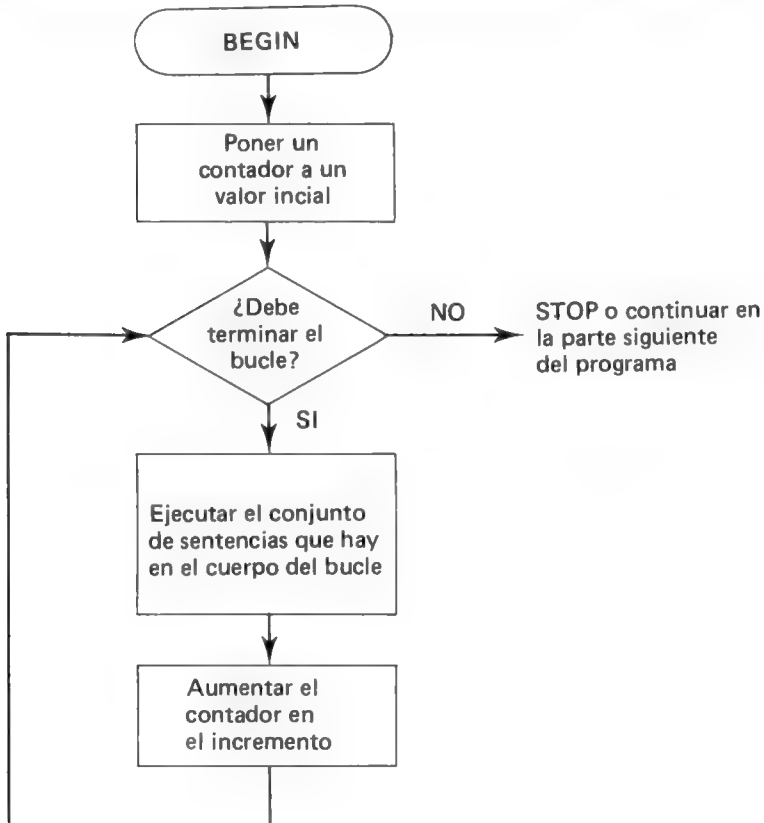 BEGIN
Poner un
contador a un
valor incial
¿Debe
terminar el
bucle?
NO
STOP o continuar en
la parte siguiente
del programa
SI
Ejecutar el conjunto
de sentencias que hay
en el cuerpo del bucle
Aumentar el
contador en
el incremento